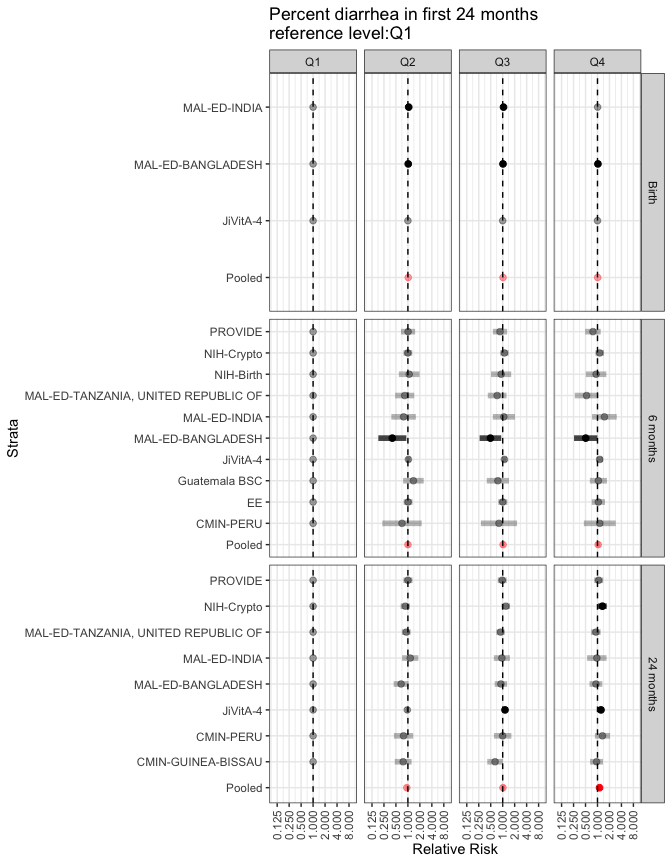 Percent diarrhea in first 24 months
reference level:Q1
Q1 Q2 Q3 Q4
MAL-ED-INDIA
MAL-ED-BANGLADESH
JiVitA-4
Pooled
Birth
PROVIDE
NIH-Crypto
NIH-Birth
MAL-ED-TANZANIA, UNITED REPUBLIC OF
MAL-ED-INDIA
MAL-ED-BANGLADESH
JiVitA-4
Guatemala BSC
EE
CMIN-PERU
Pooled
6 months
PROVIDE
NIH-Crypto
MAL-ED-TANZANIA, UNITED REPUBLIC OF
MAL-ED-INDIA
MAL-ED-BANGLADESH
JiVitA-4
CMIN-PERU
CMIN-GUINEA-BISSAU
Pooled
24 months
Strata
0.125 0.250 0.500 1.000 2.000 4.000 8.000 0.125 0.250 0.500 1.000 2.000 4.000 8.000 0.125 0.250 0.500 1.000 2.000 4.000 8.000 0.125 0.250 0.500 1.000 2.000 4.000 8.000
Relative Risk